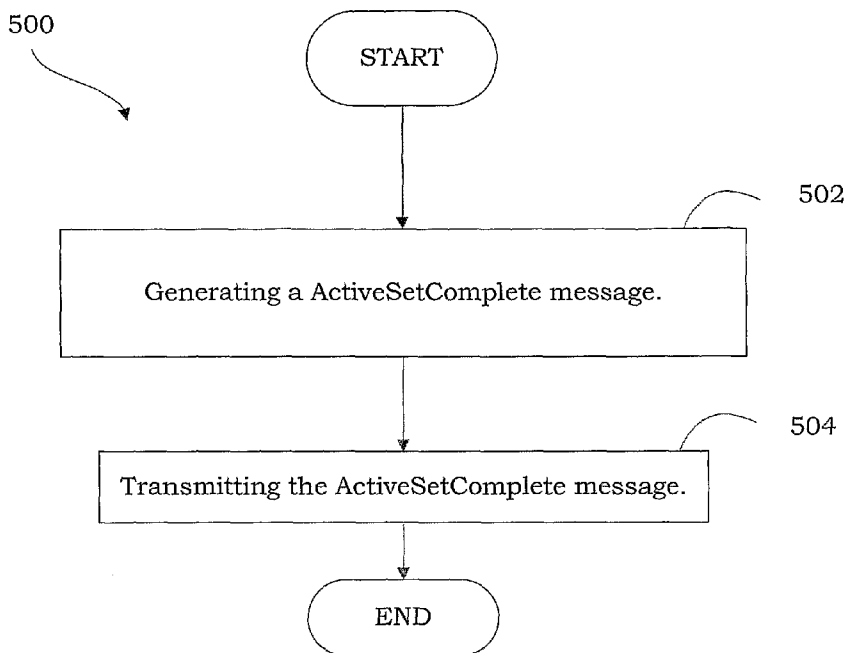 500
START
502
Generating a ActiveSetComplete message.
504
Transmitting the ActiveSetComplete message.
END